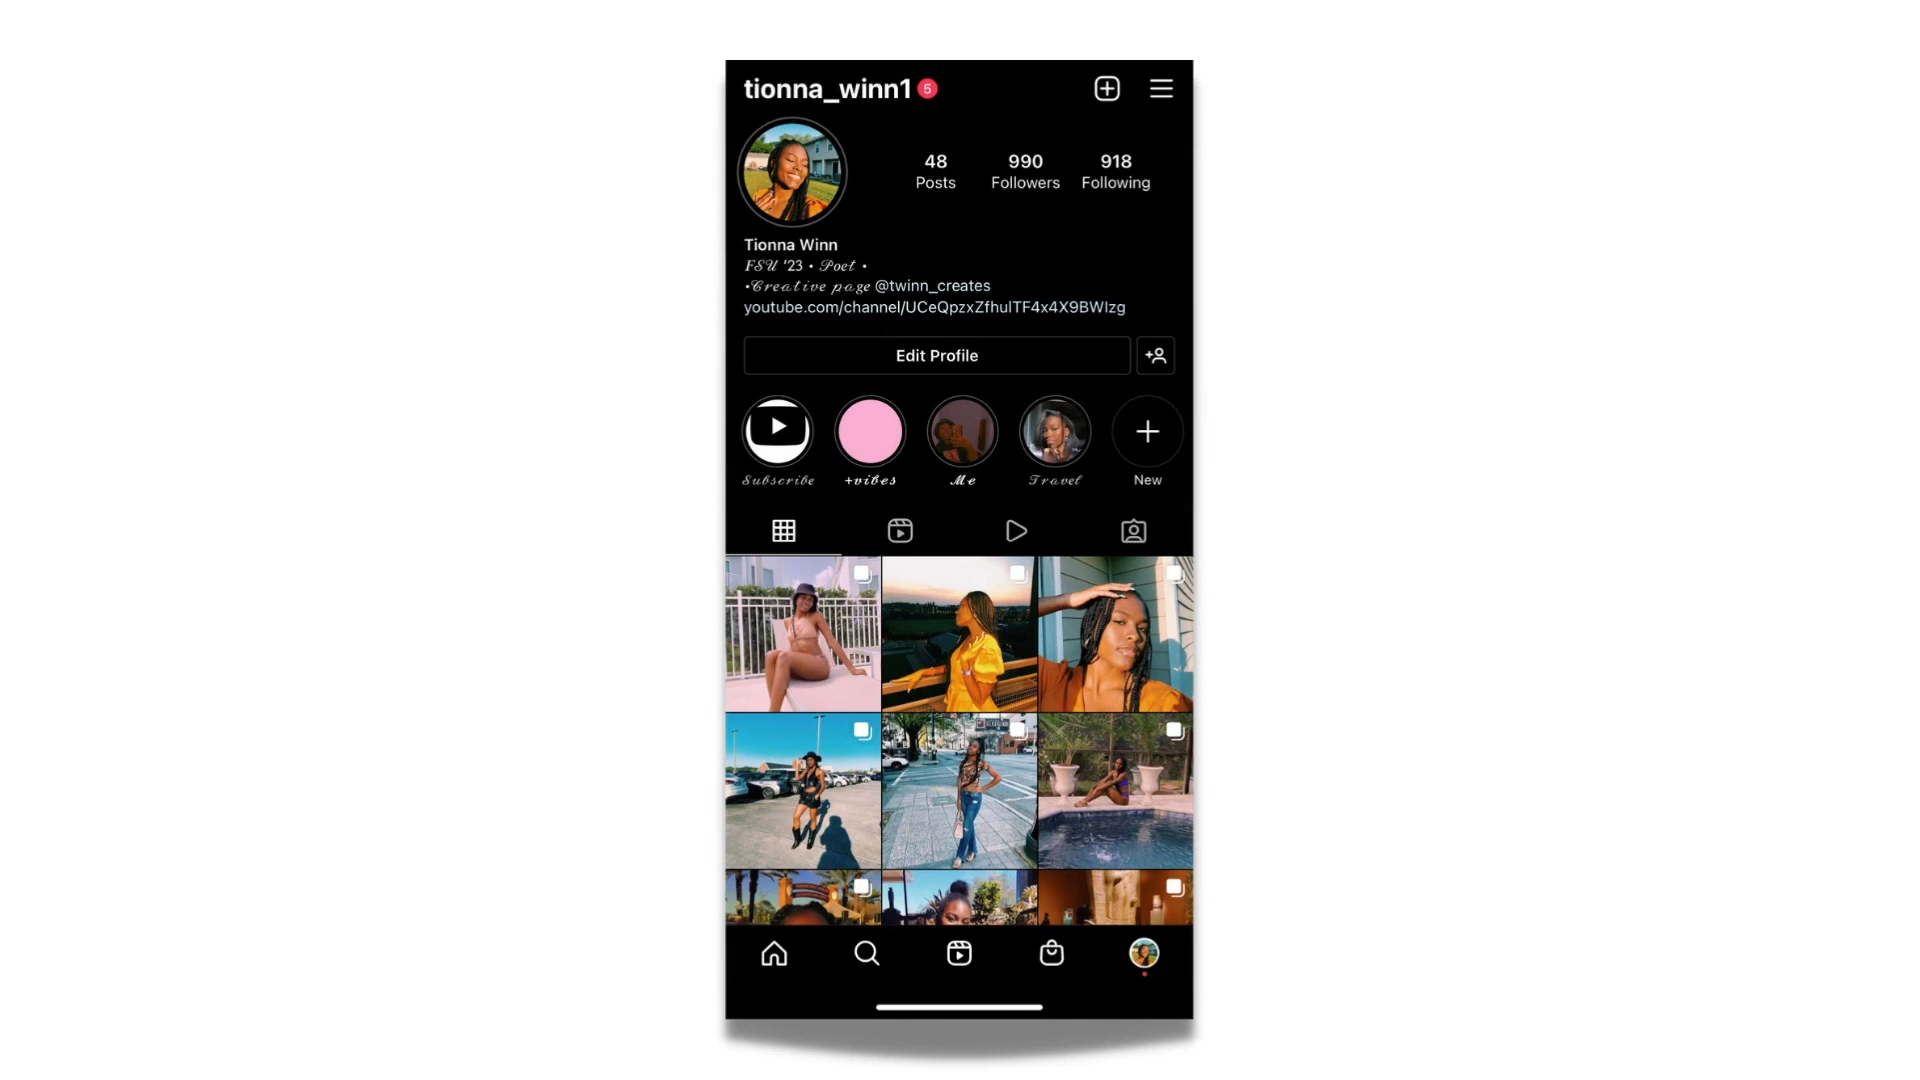 tionna_winn1 5
48 990 918
Posts Followers Following
Tionna Winn
FSU '23 • Poet •
•Creative page @twinn_creates
youtube.com/channel/UCeQpzxZfhulTF4x4X9BWlzg
Edit Profile
Subscribe +vibes Me Travel New